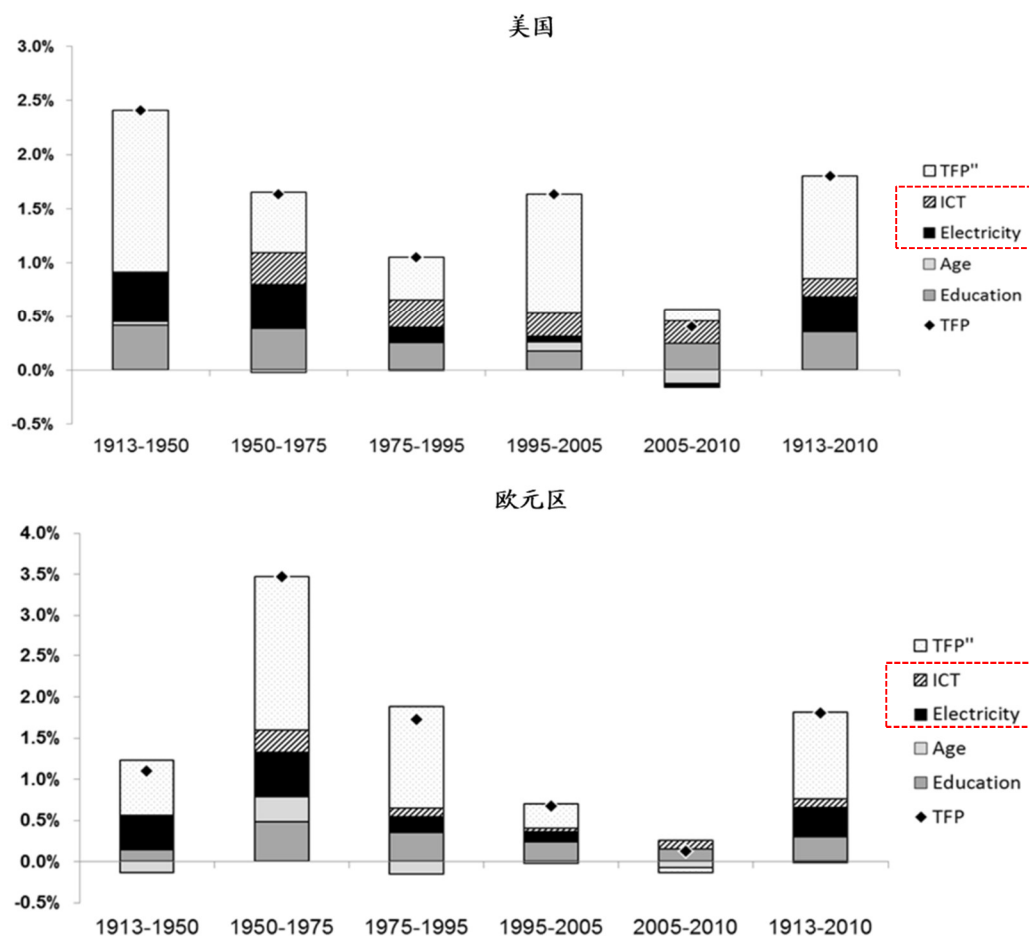 美国
3.0%
2.5%
2.0%
1.5%
1.0%
0.5%
0.0%
-0.5%
1913-1950 1950-1975 1975-1995 1995-2005 2005-2010 1913-2010
TFP"
ICT
Electricity
Age
Education
TFP
欧元区
4.0%
3.5%
3.0%
2.5%
2.0%
1.5%
1.0%
0.5%
0.0%
-0.5%
1913-1950 1950-1975 1975-1995 1995-2005 2005-2010 1913-2010
TFP"
ICT
Electricity
Age
Education
TFP